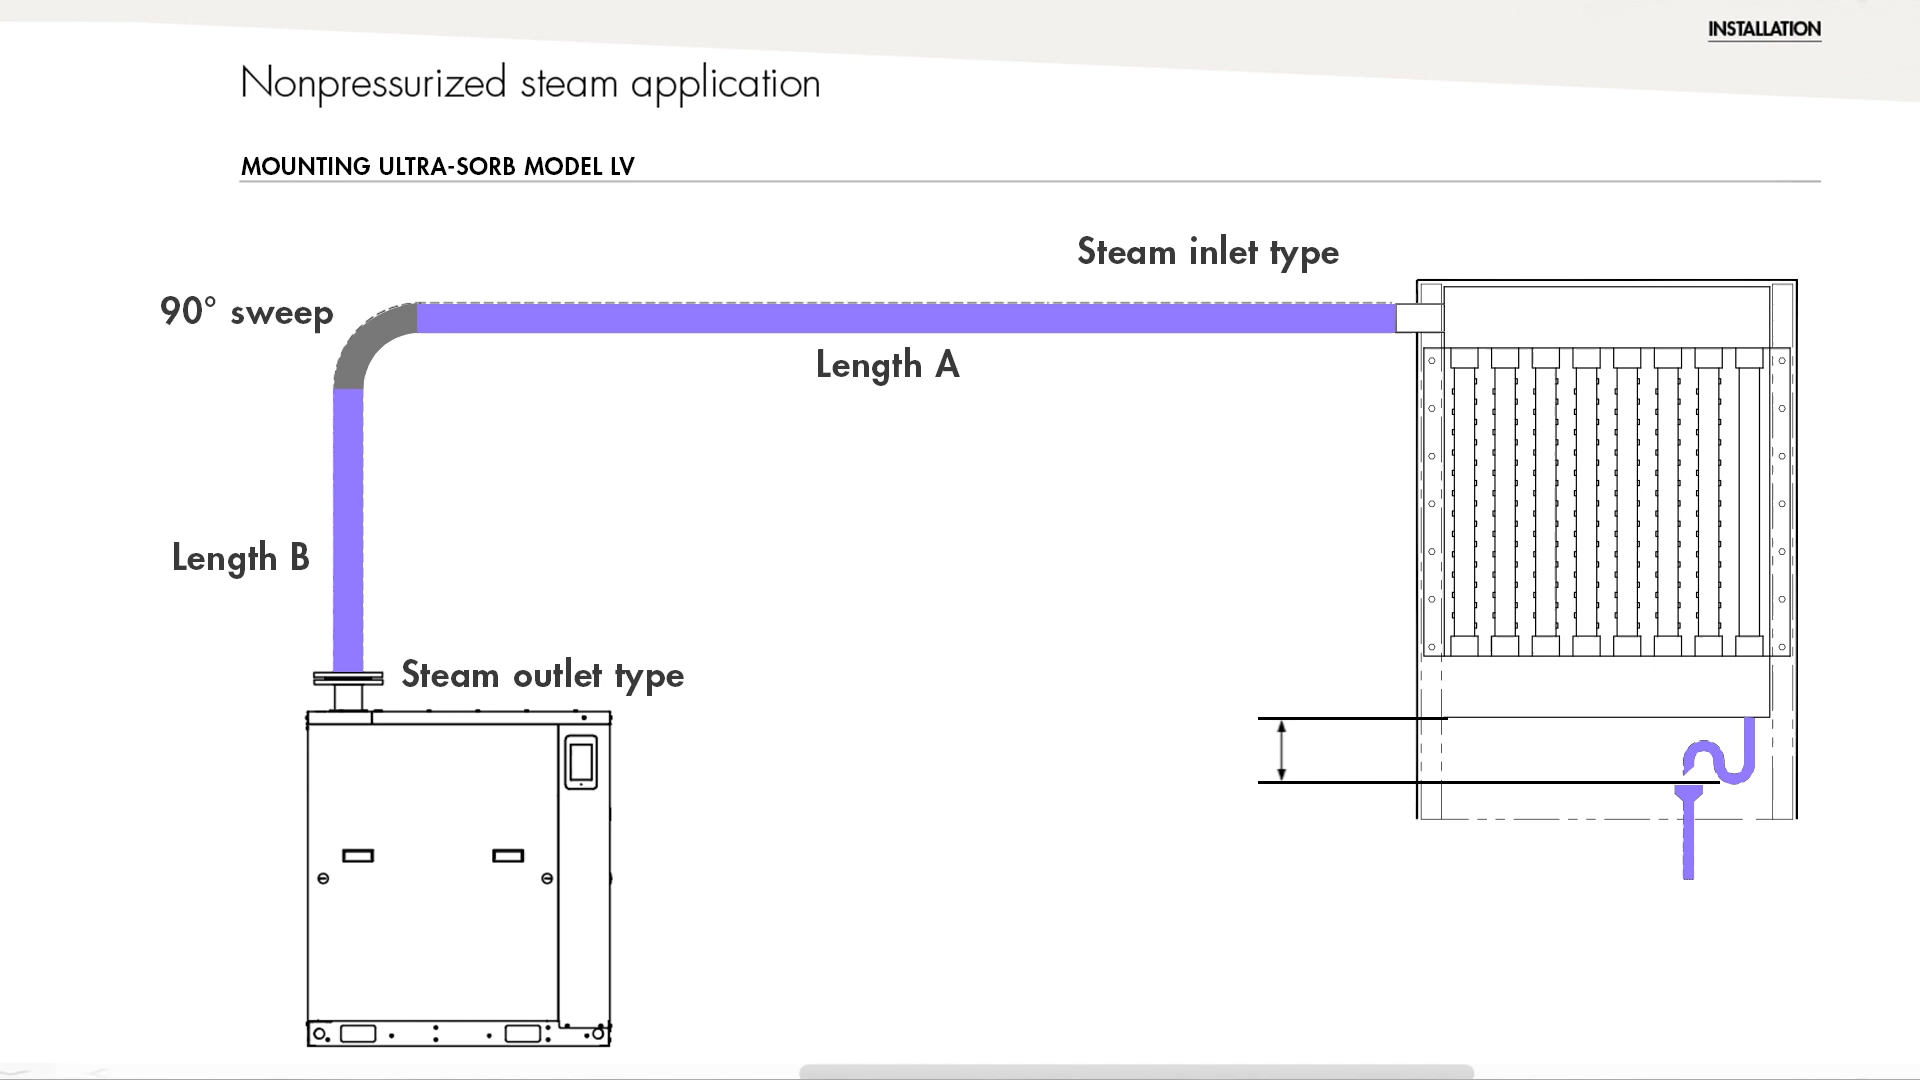 INSTALLATION
Nonpressurized steam application
MOUNTING ULTRA-SORB MODEL LV
Steam inlet type
90° sweep
Length A
Length B
Steam outlet type